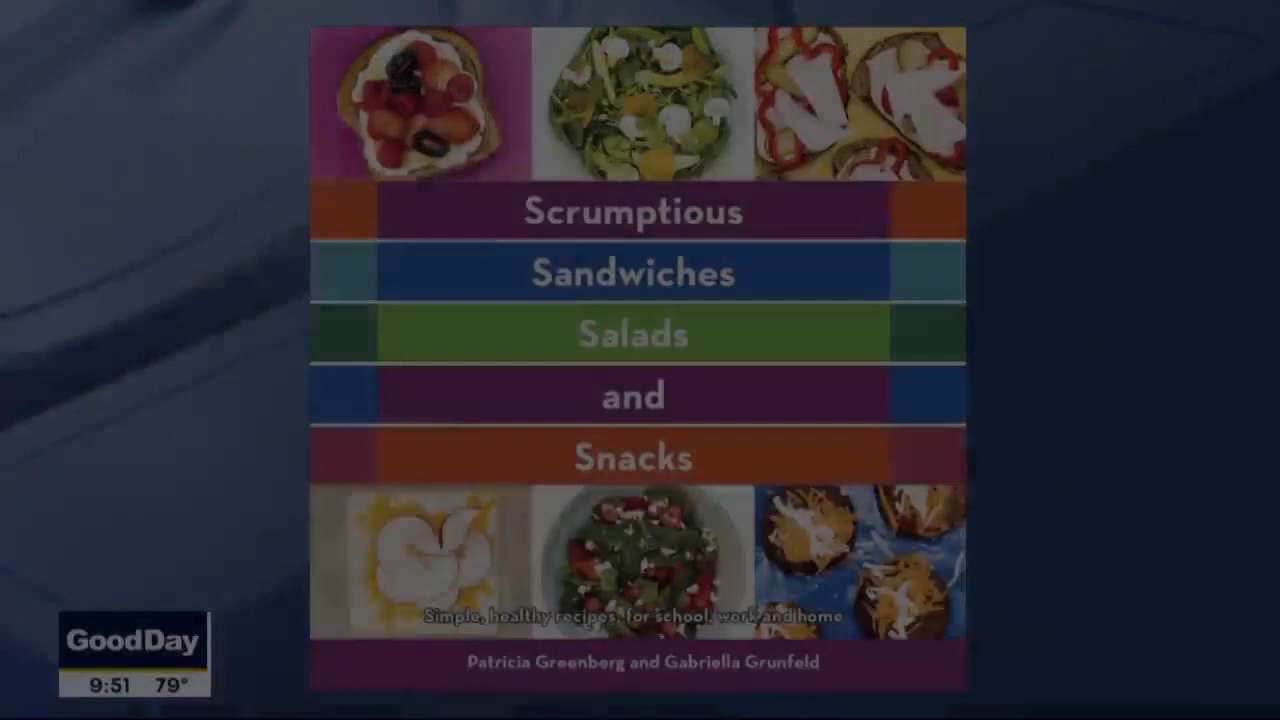 Scrumptious
Sandwiches
Salads
and
Snacks
Simple, healthy recipes, for school, work and home
Patricia Greenberg and Gabriella Grunfeld
GoodDay
9:51 79°